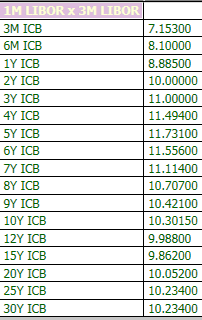 1M LIBOR x 3M LIBOR
3M ICB 7.15300
6M ICB 8.10000
1Y ICB 8.88500
2Y ICB 10.00000
3Y ICB 11.00000
4Y ICB 11.49400
5Y ICB 11.73100
6Y ICB 11.55600
7Y ICB 11.11400
8Y ICB 10.70700
9Y ICB 10.42100
10Y ICB 10.30150
12Y ICB 9.98800
15Y ICB 9.86200
20Y ICB 10.05200
25Y ICB 10.23400
30Y ICB 10.23400